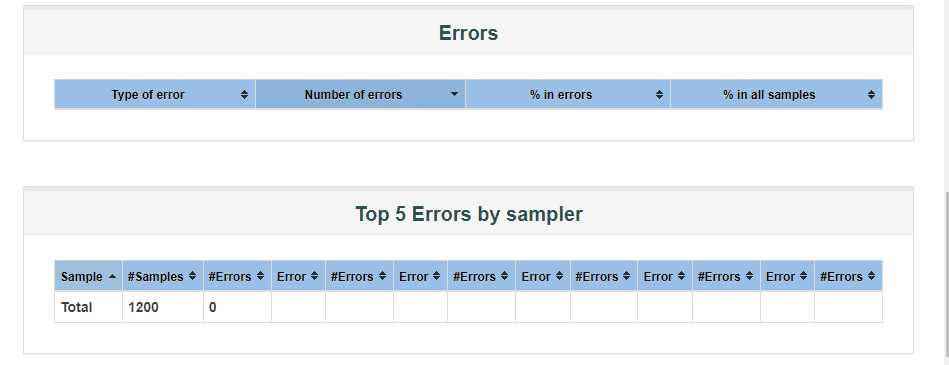 Errors
Type of error Number of errors % in errors % in all samples
Top 5 Errors by sampler
Sample #Samples #Errors Error #Errors Error #Errors Error #Errors Error #Errors Error #Errors
Total 1200 0